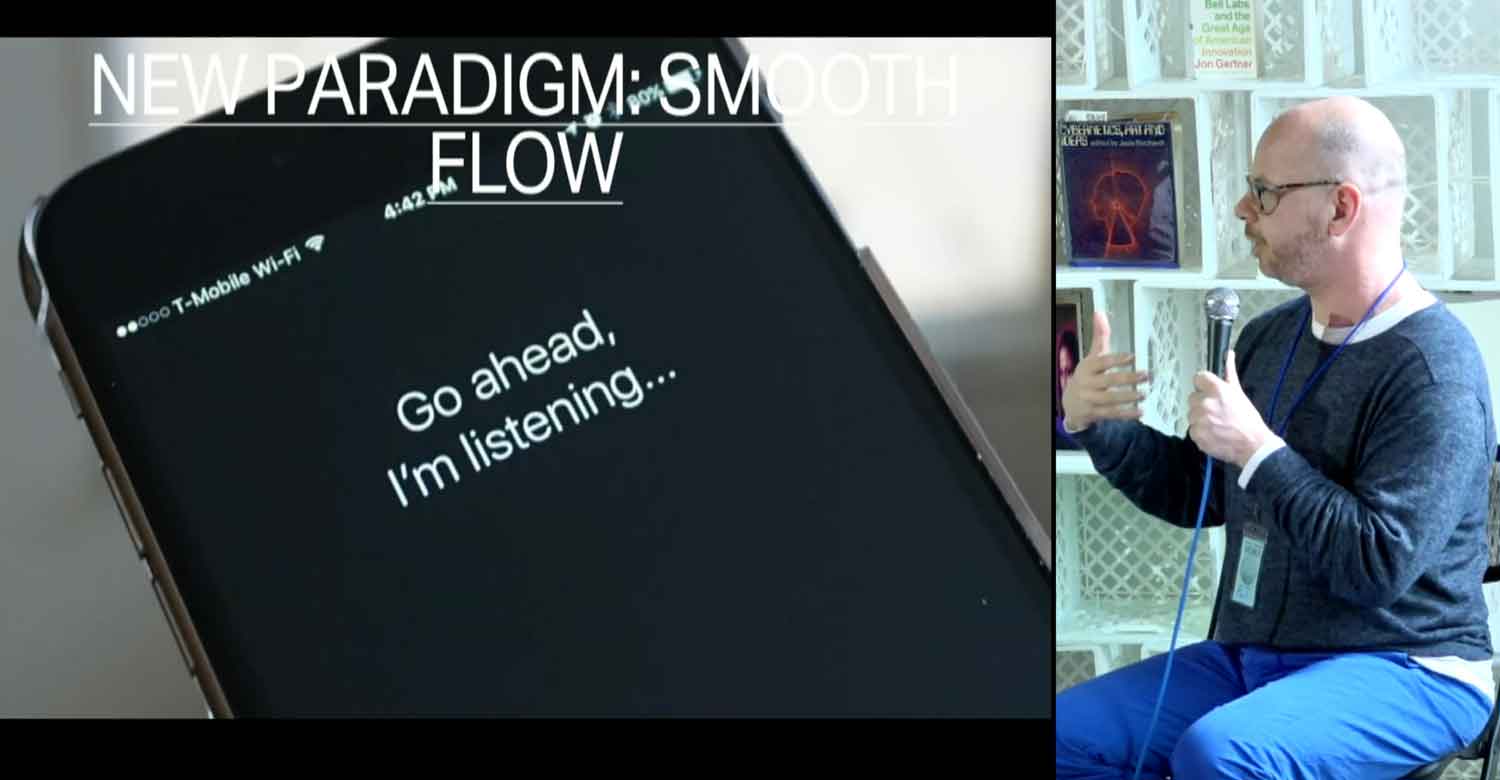 NEW PARADIGM: SMOOTH
FLOW
80%
4:42 PM
T-Mobile Wi-Fi
Go ahead,
I'm listening...
Bell Labs
and the
Great Age
of American
Innovation
Jon Gertner
CYBERNETICS, ART AND
IDEAS edited by Jasia Reichardt